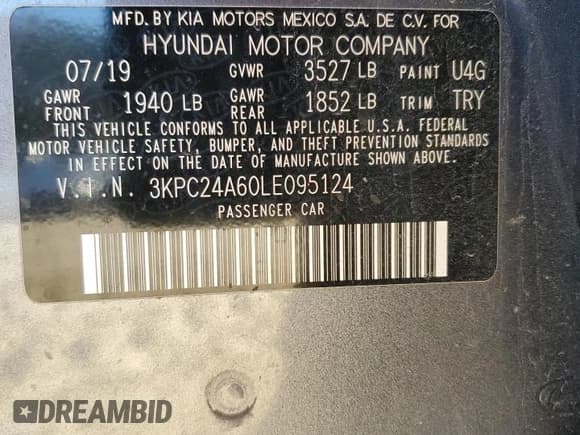 MFD. BY KIA MOTORS MEXICO S.A. DE C.V. FOR
HYUNDAI MOTOR COMPANY
07/19 GVWR 3527 LB PAINT U4G
GAWR FRONT 1940 LB GAWR REAR 1852 LB TRIM TRY
THIS VEHICLE CONFORMS TO ALL APPLICABLE U.S.A. FEDERAL
MOTOR VEHICLE SAFETY, BUMPER, AND THEFT PREVENTION STANDARDS
IN EFFECT ON THE DATE OF MANUFACTURE SHOWN ABOVE.
V.I.N. 3KPC24A60LE095124
PASSENGER CAR
DREAMBID